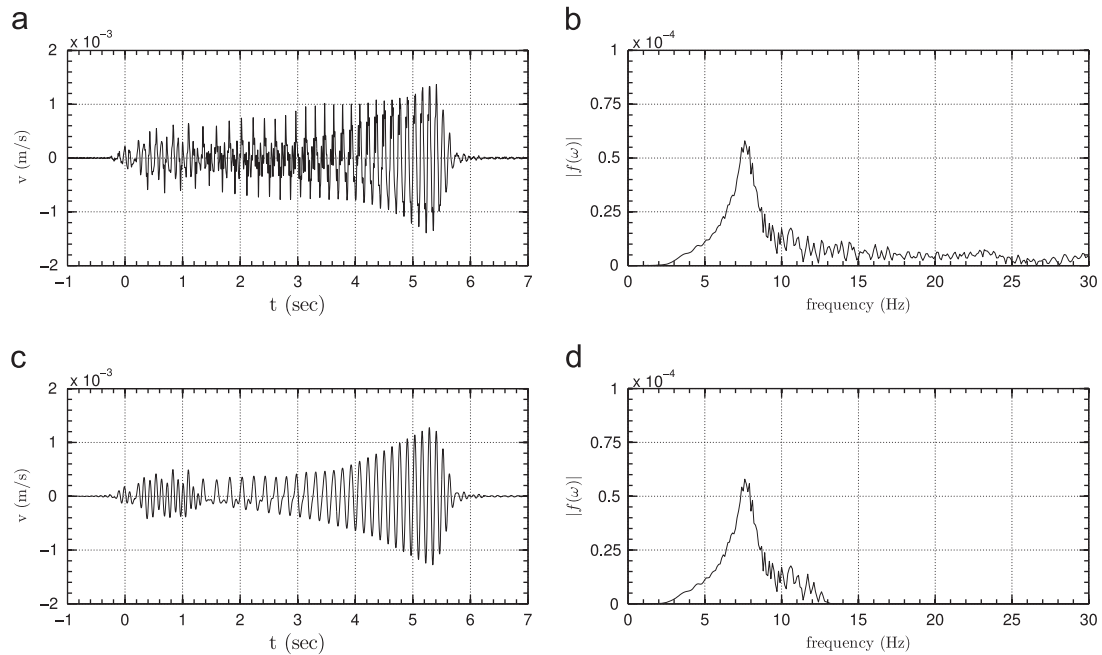 a
x 10⁻³
2
1
0
−1
−2
v (m/s)
−1 0 1 2 3 4 5 6 7
t (sec)
b
x 10⁻⁴
1
0.75
0.5
0.25
0
|f(ω)|
0 5 10 15 20 25 30
frequency (Hz)
c
x 10⁻³
2
1
0
−1
−2
v (m/s)
−1 0 1 2 3 4 5 6 7
t (sec)
d
x 10⁻⁴
1
0.75
0.5
0.25
0
|f(ω)|
0 5 10 15 20 25 30
frequency (Hz)